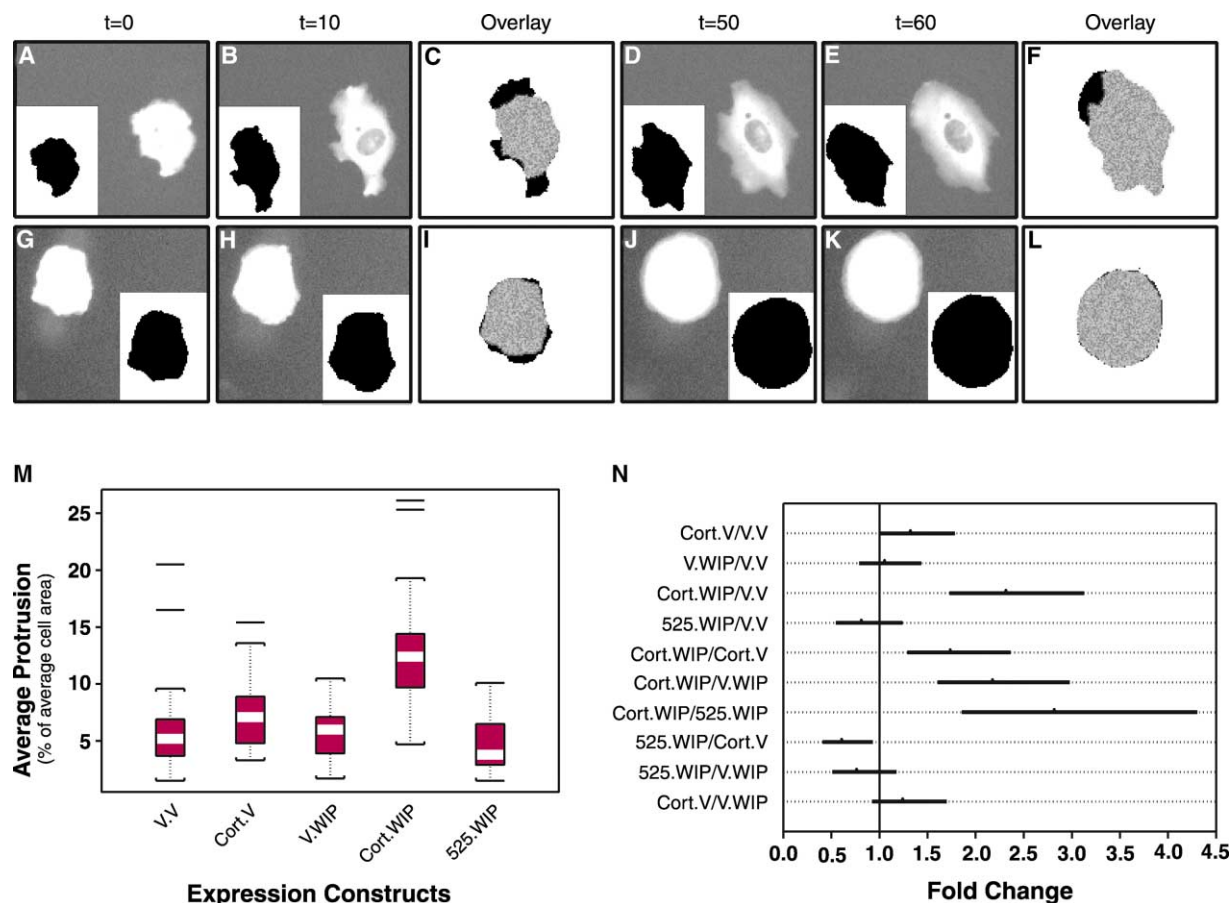 t=0 t=10 Overlay t=50 t=60 Overlay
A B C D E F
G H I J K L
M
Average Protrusion
(% of average cell area)
25
20
15
10
5
V.V Cort.V V.WIP Cort.WIP 525.WIP
Expression Constructs
N
Cort.V/V.V
V.WIP/V.V
Cort.WIP/V.V
525.WIP/V.V
Cort.WIP/Cort.V
Cort.WIP/V.WIP
Cort.WIP/525.WIP
525.WIP/Cort.V
525.WIP/V.WIP
Cort.V/V.WIP
0.0 0.5 1.0 1.5 2.0 2.5 3.0 3.5 4.0 4.5
Fold Change